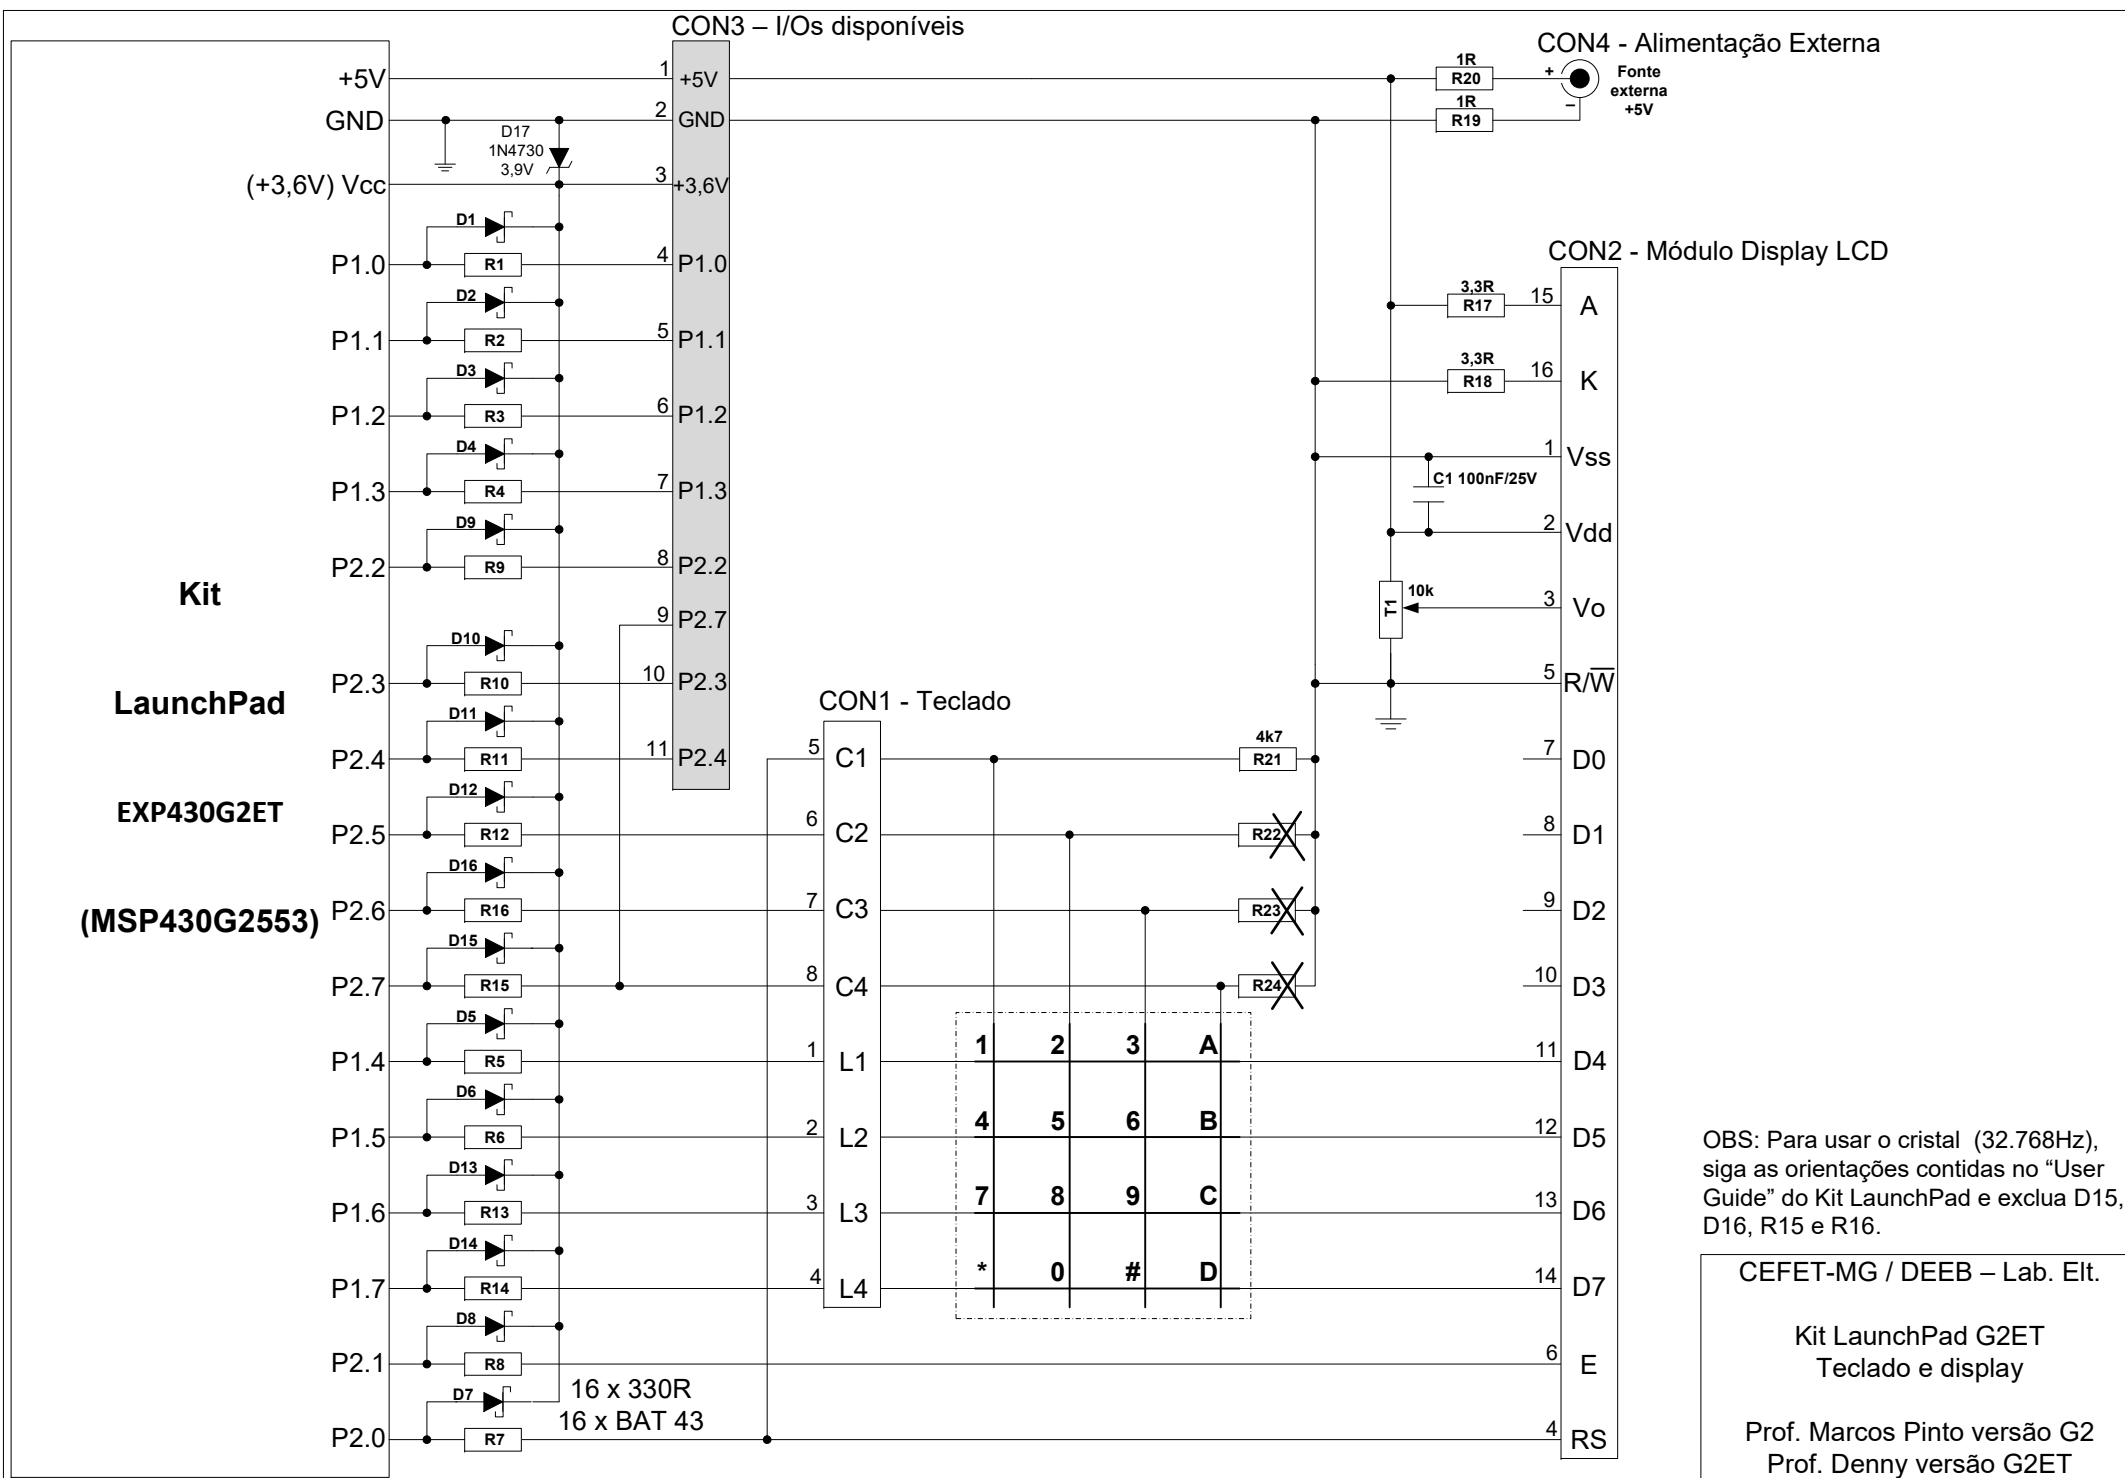 CON3 – I/Os disponíveis
CON4 - Alimentação Externa
+5V
1
+5V
1R
R20
+
Fonte
externa
+5V
GND
2
GND
1R
R19
–
D17
1N4730
3,9V
(+3,6V) Vcc
3
+3,6V
D1
P1.0
R1
4
P1.0
CON2 - Módulo Display LCD
D2
P1.1
R2
5
P1.1
3,3R
R17
15
A
D3
P1.2
R3
6
P1.2
3,3R
R18
16
K
D4
P1.3
R4
7
P1.3
1
Vss
C1 100nF/25V
D9
P2.2
R9
8
P2.2
2
Vdd
Kit
9
P2.7
T1
10k
3
Vo
D10
P2.3
R10
10
P2.3
5
R/W
LaunchPad
CON1 - Teclado
D11
P2.4
R11
11
P2.4
5
C1
4k7
R21
7
D0
EXP430G2ET
D12
P2.5
R12
6
C2
R22
8
D1
(MSP430G2553)
D16
P2.6
R16
7
C3
R23
9
D2
D15
P2.7
R15
8
C4
R24
10
D3
D5
P1.4
R5
1
L1
1 2 3 A
11
D4
D6
P1.5
R6
2
L2
4 5 6 B
12
D5
D13
P1.6
R13
3
L3
7 8 9 C
13
D6
D14
P1.7
R14
4
L4
* 0 # D
14
D7
D8
P2.1
R8
6
E
D7
16 x 330R
16 x BAT 43
P2.0
R7
4
RS
OBS: Para usar o cristal (32.768Hz),
siga as orientações contidas no “User
Guide” do Kit LaunchPad e exclua D15,
D16, R15 e R16.
CEFET-MG / DEEB – Lab. Elt.
Kit LaunchPad G2ET
Teclado e display
Prof. Marcos Pinto versão G2
Prof. Denny versão G2ET